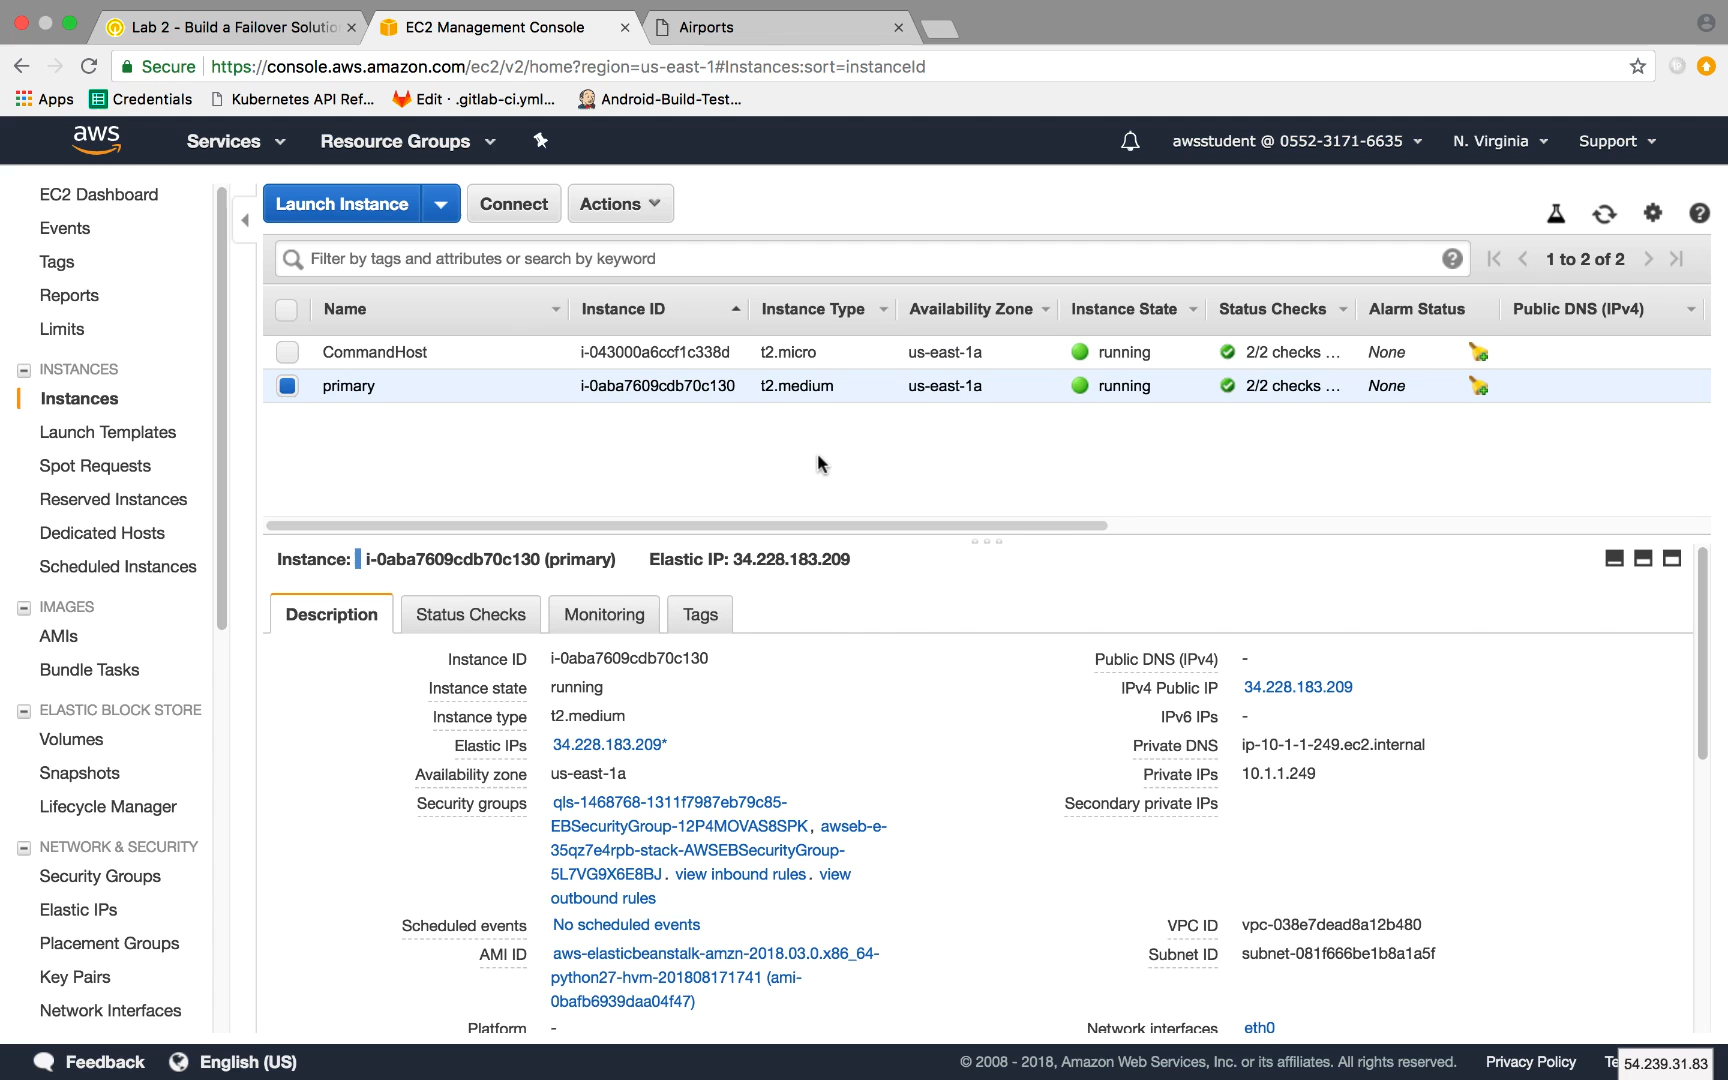 Lab 2 - Build a Failover Solutio
EC2 Management Console
Airports
Secure
https://console.aws.amazon.com/ec2/v2/home?region=us-east-1#Instances:sort=instanceId
Apps
Credentials
Kubernetes API Ref...
Edit · .gitlab-ci.yml...
Android-Build-Test...
aws
Services
Resource Groups
awsstudent @ 0552-3171-6635
N. Virginia
Support
EC2 Dashboard
Events
Tags
Reports
Limits
INSTANCES
Instances
Launch Templates
Spot Requests
Reserved Instances
Dedicated Hosts
Scheduled Instances
IMAGES
AMIs
Bundle Tasks
ELASTIC BLOCK STORE
Volumes
Snapshots
Lifecycle Manager
NETWORK & SECURITY
Security Groups
Elastic IPs
Placement Groups
Key Pairs
Network Interfaces
Launch Instance
Connect
Actions
Filter by tags and attributes or search by keyword
1 to 2 of 2
Name Instance ID Instance Type Availability Zone Instance State Status Checks Alarm Status Public DNS (IPv4)
CommandHost i-043000a6ccf1c338d t2.micro us-east-1a running 2/2 checks ... None
primary i-0aba7609cdb70c130 t2.medium us-east-1a running 2/2 checks ... None
Instance: i-0aba7609cdb70c130 (primary) Elastic IP: 34.228.183.209
Description Status Checks Monitoring Tags
Instance ID i-0aba7609cdb70c130
Instance state running
Instance type t2.medium
Elastic IPs 34.228.183.209*
Availability zone us-east-1a
Security groups qls-1468768-1311f7987eb79c85-
EBSecurityGroup-12P4MOVAS8SPK, awseb-e-
35qz7e4rpb-stack-AWSEBSecurityGroup-
5L7VG9X6E8BJ. view inbound rules. view
outbound rules
Scheduled events No scheduled events
AMI ID aws-elasticbeanstalk-amzn-2018.03.0.x86_64-
python27-hvm-201808171741 (ami-
0bafb6939daa04f47)
Platform -
Public DNS (IPv4) -
IPv4 Public IP 34.228.183.209
IPv6 IPs -
Private DNS ip-10-1-1-249.ec2.internal
Private IPs 10.1.1.249
Secondary private IPs
VPC ID vpc-038e7dead8a12b480
Subnet ID subnet-081f666be1b8a1a5f
Network interfaces eth0
Feedback
English (US)
© 2008 - 2018, Amazon Web Services, Inc. or its affiliates. All rights reserved.
Privacy Policy
Te
54.239.31.83